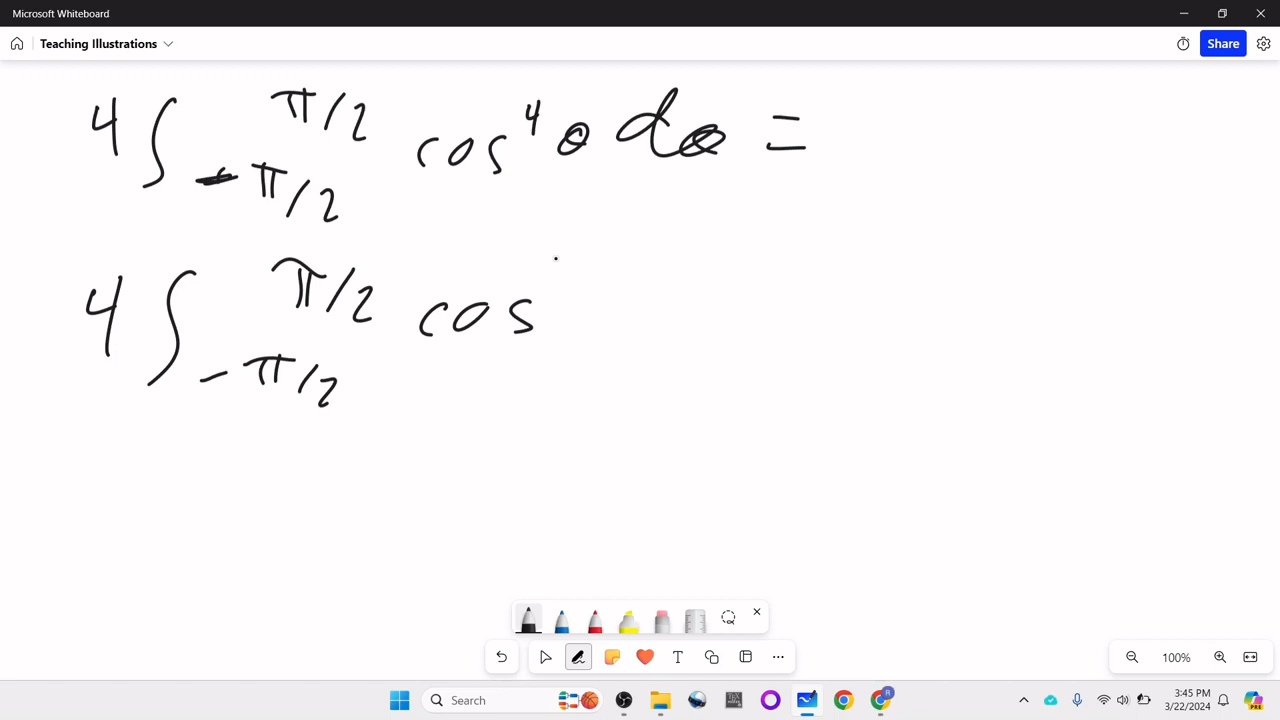 Microsoft Whiteboard
Teaching Illustrations
Share
4∫ π/2 cos⁴θ dθ =
-π/2
4∫ π/2 cos
-π/2
100%
Search
PRE
3:45 PM
3/22/2024